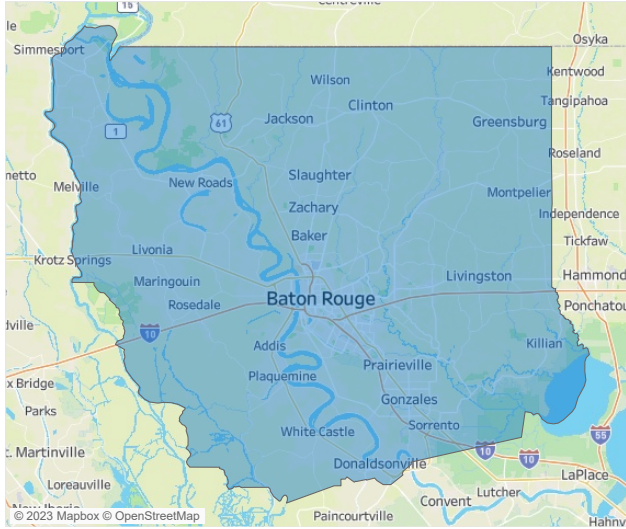 15
Centreville
Simmesport
Osyka
Wilson
Kentwood
Clinton
Tangipahoa
Jackson
61
Greensburg
1
Roseland
netto
Melville
New Roads
Slaughter
Montpelier
Zachary
Independence
Baker
Tickfaw
Krotz Springs
Livonia
Maringouin
Livingston
Hammond
Baton Rouge
Rosedale
Ponchatou
dville
10
Killian
Addis
Prairieville
x Bridge
Plaquemine
Parks
Gonzales
White Castle
Sorrento
55
t. Martinville
10
10
Donaldsonville
LaPlace
Loreauville
Lutcher
Convent
Paincourtville
Hahnv
© 2023 Mapbox © OpenStreetMap